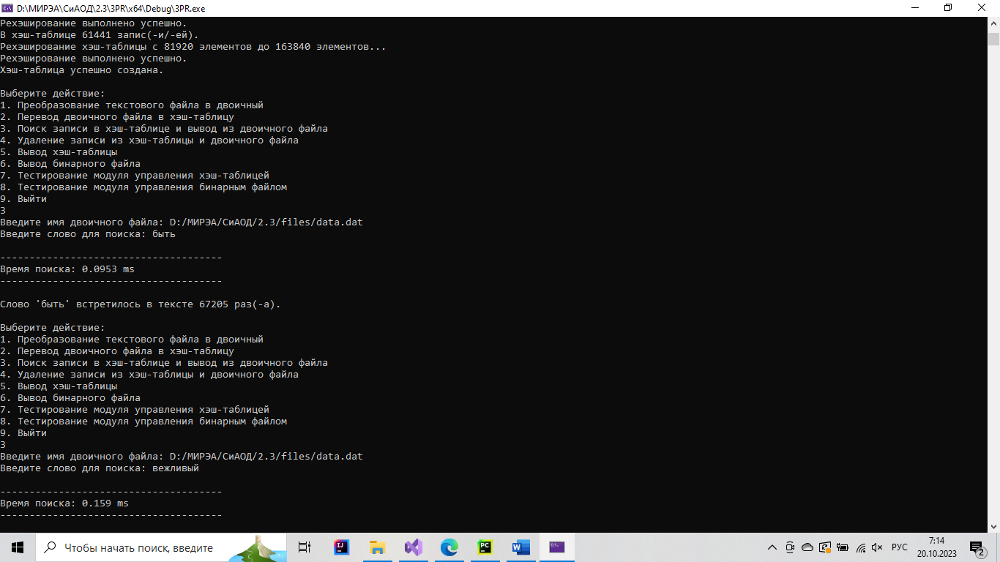 D:\МИРЭА\СиАОД\2.3\3PR\x64\Debug\3PR.exe
Рехэширование выполнено успешно.
В хэш-таблице 61441 запис(-и/-ей).
Рехэширование хэш-таблицы с 81920 элементов до 163840 элементов...
Рехэширование выполнено успешно.
Хэш-таблица успешно создана.
Выберите действие:
1. Преобразование текстового файла в двоичный
2. Перевод двоичного файла в хэш-таблицу
3. Поиск записи в хэш-таблице и вывод из двоичного файла
4. Удаление записи из хэш-таблицы и двоичного файла
5. Вывод хэш-таблицы
6. Вывод бинарного файла
7. Тестирование модуля управления хэш-таблицей
8. Тестирование модуля управления бинарным файлом
9. Выйти
3
Введите имя двоичного файла: D:/МИРЭА/СиАОД/2.3/files/data.dat
Введите слово для поиска: быть
--------------------------------------
Время поиска: 0.0953 ms
--------------------------------------
Слово 'быть' встретилось в тексте 67205 раз(-а).
Выберите действие:
1. Преобразование текстового файла в двоичный
2. Перевод двоичного файла в хэш-таблицу
3. Поиск записи в хэш-таблице и вывод из двоичного файла
4. Удаление записи из хэш-таблицы и двоичного файла
5. Вывод хэш-таблицы
6. Вывод бинарного файла
7. Тестирование модуля управления хэш-таблицей
8. Тестирование модуля управления бинарным файлом
9. Выйти
3
Введите имя двоичного файла: D:/МИРЭА/СиАОД/2.3/files/data.dat
Введите слово для поиска: вежливый
--------------------------------------
Время поиска: 0.159 ms
--------------------------------------
Чтобы начать поиск, введите
РУС
7:14
20.10.2023
2